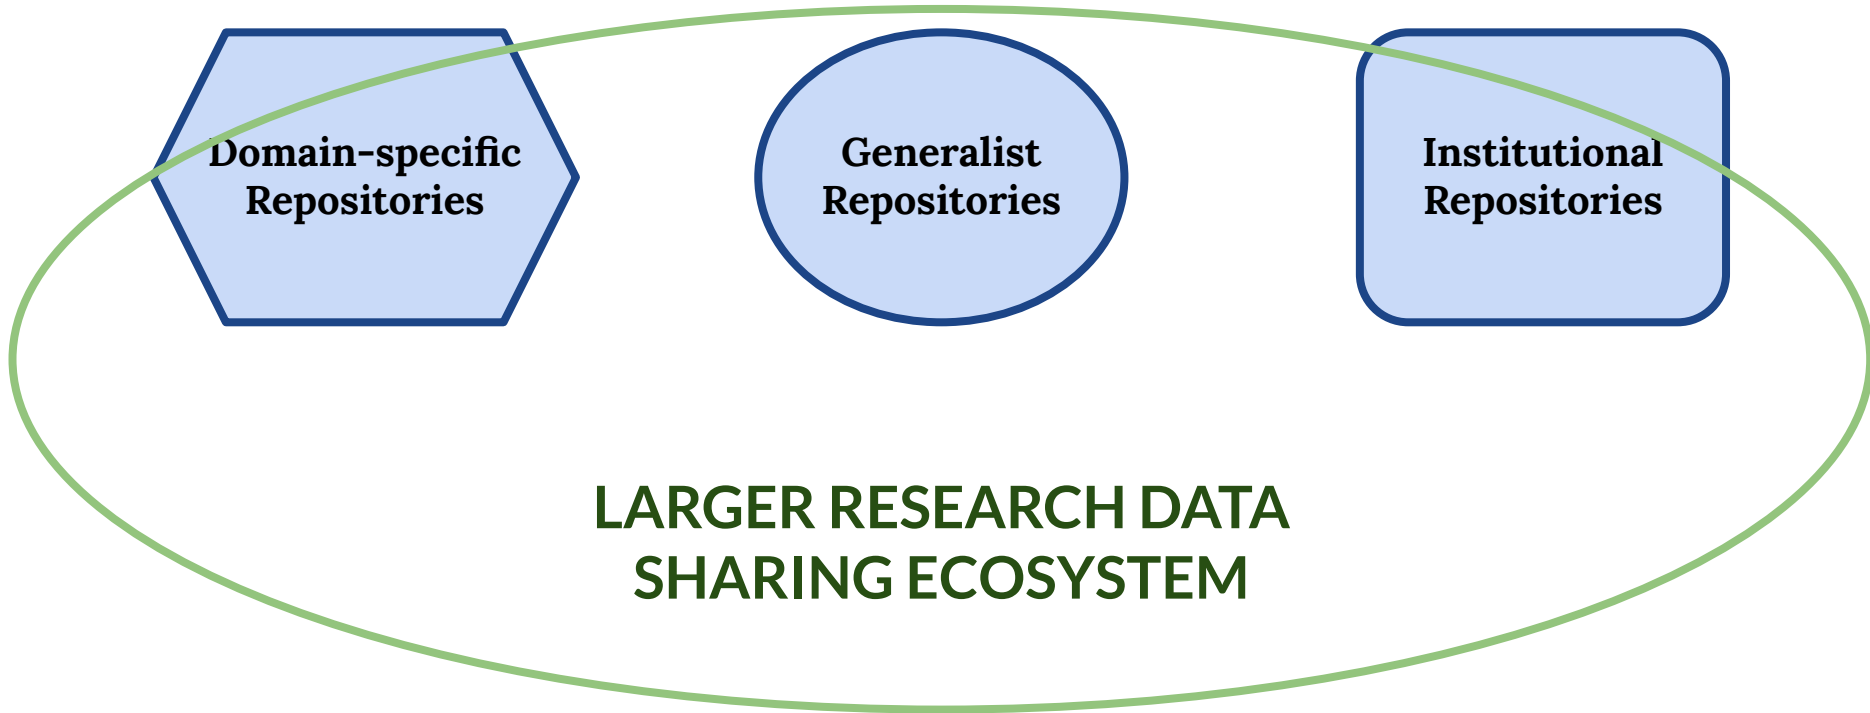 Domain-specific
Repositories
Generalist
Repositories
Institutional
Repositories
LARGER RESEARCH DATA
SHARING ECOSYSTEM